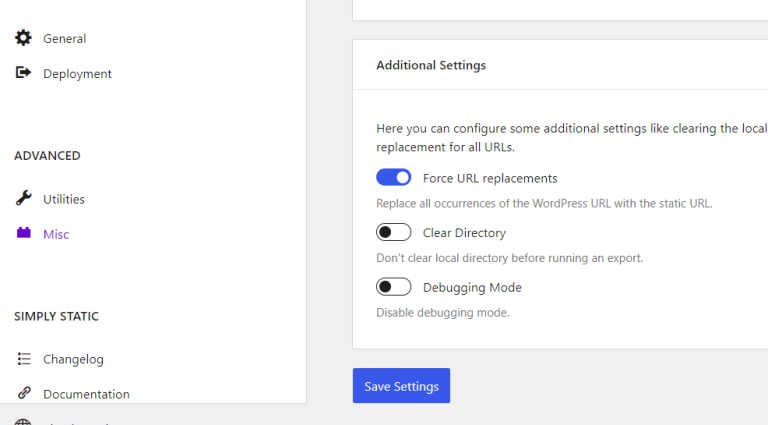 General
Deployment
ADVANCED
Utilities
Misc
SIMPLY STATIC
Changelog
Documentation
Additional Settings
Here you can configure some additional settings like clearing the local
replacement for all URLs.
Force URL replacements
Replace all occurrences of the WordPress URL with the static URL.
Clear Directory
Don't clear local directory before running an export.
Debugging Mode
Disable debugging mode.
Save Settings